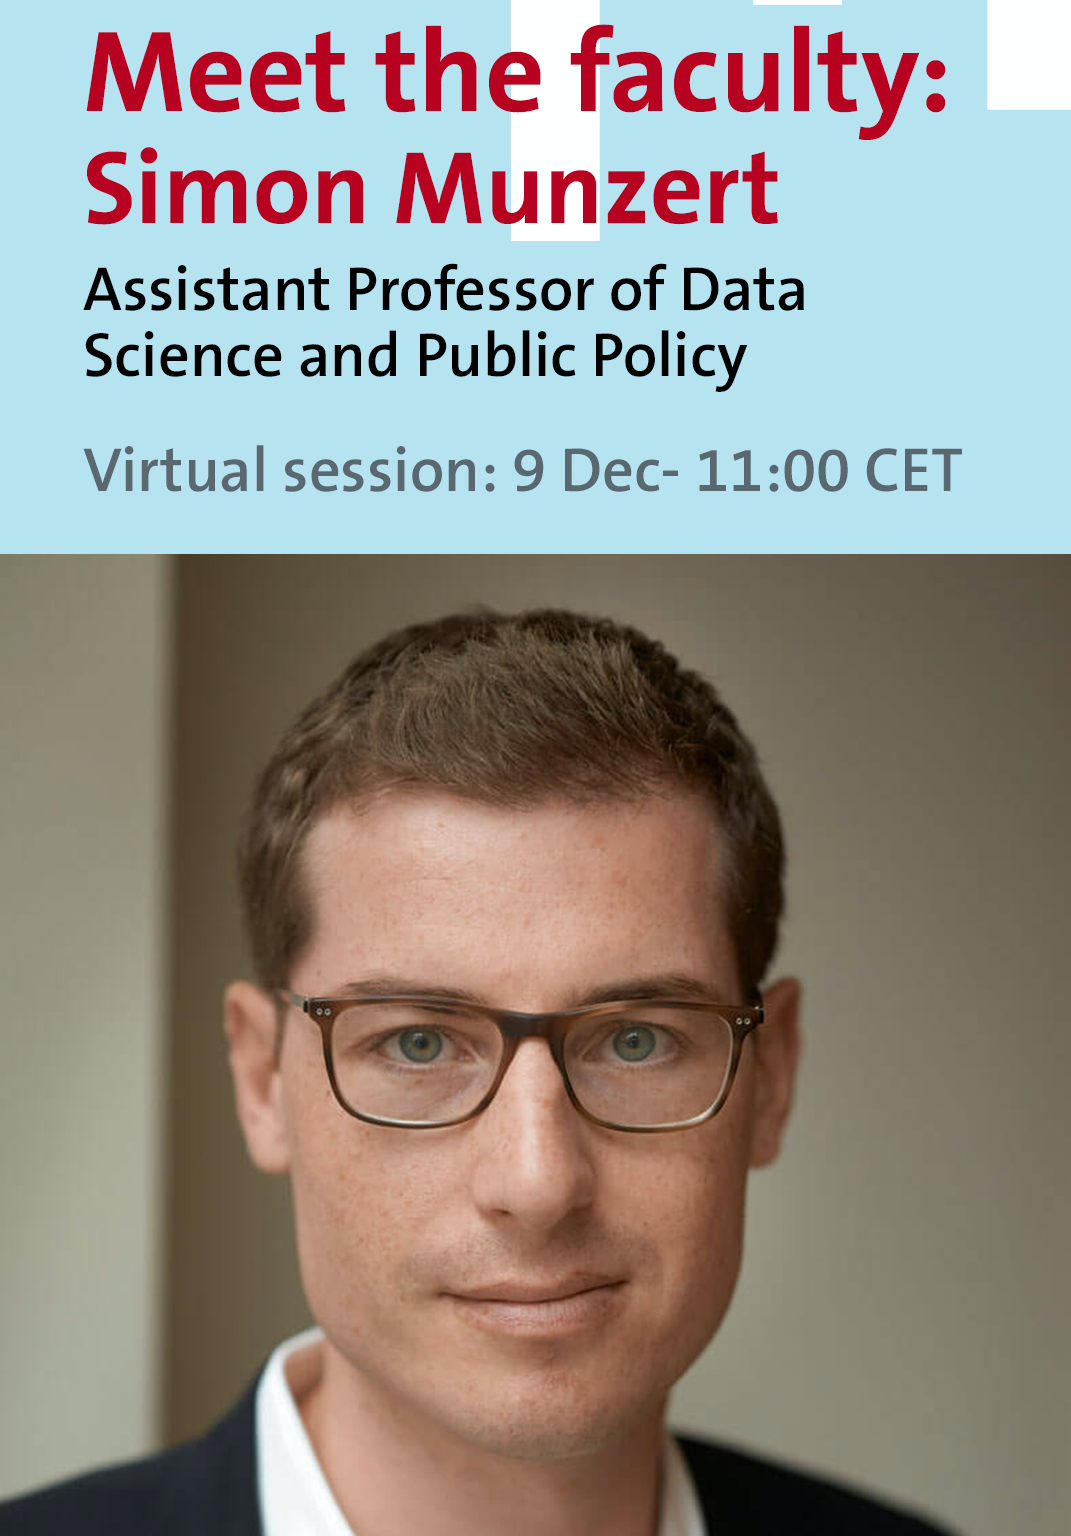 Meet the faculty:
Simon Munzert
Assistant Professor of Data
Science and Public Policy
Virtual session: 9 Dec- 11:00 CET